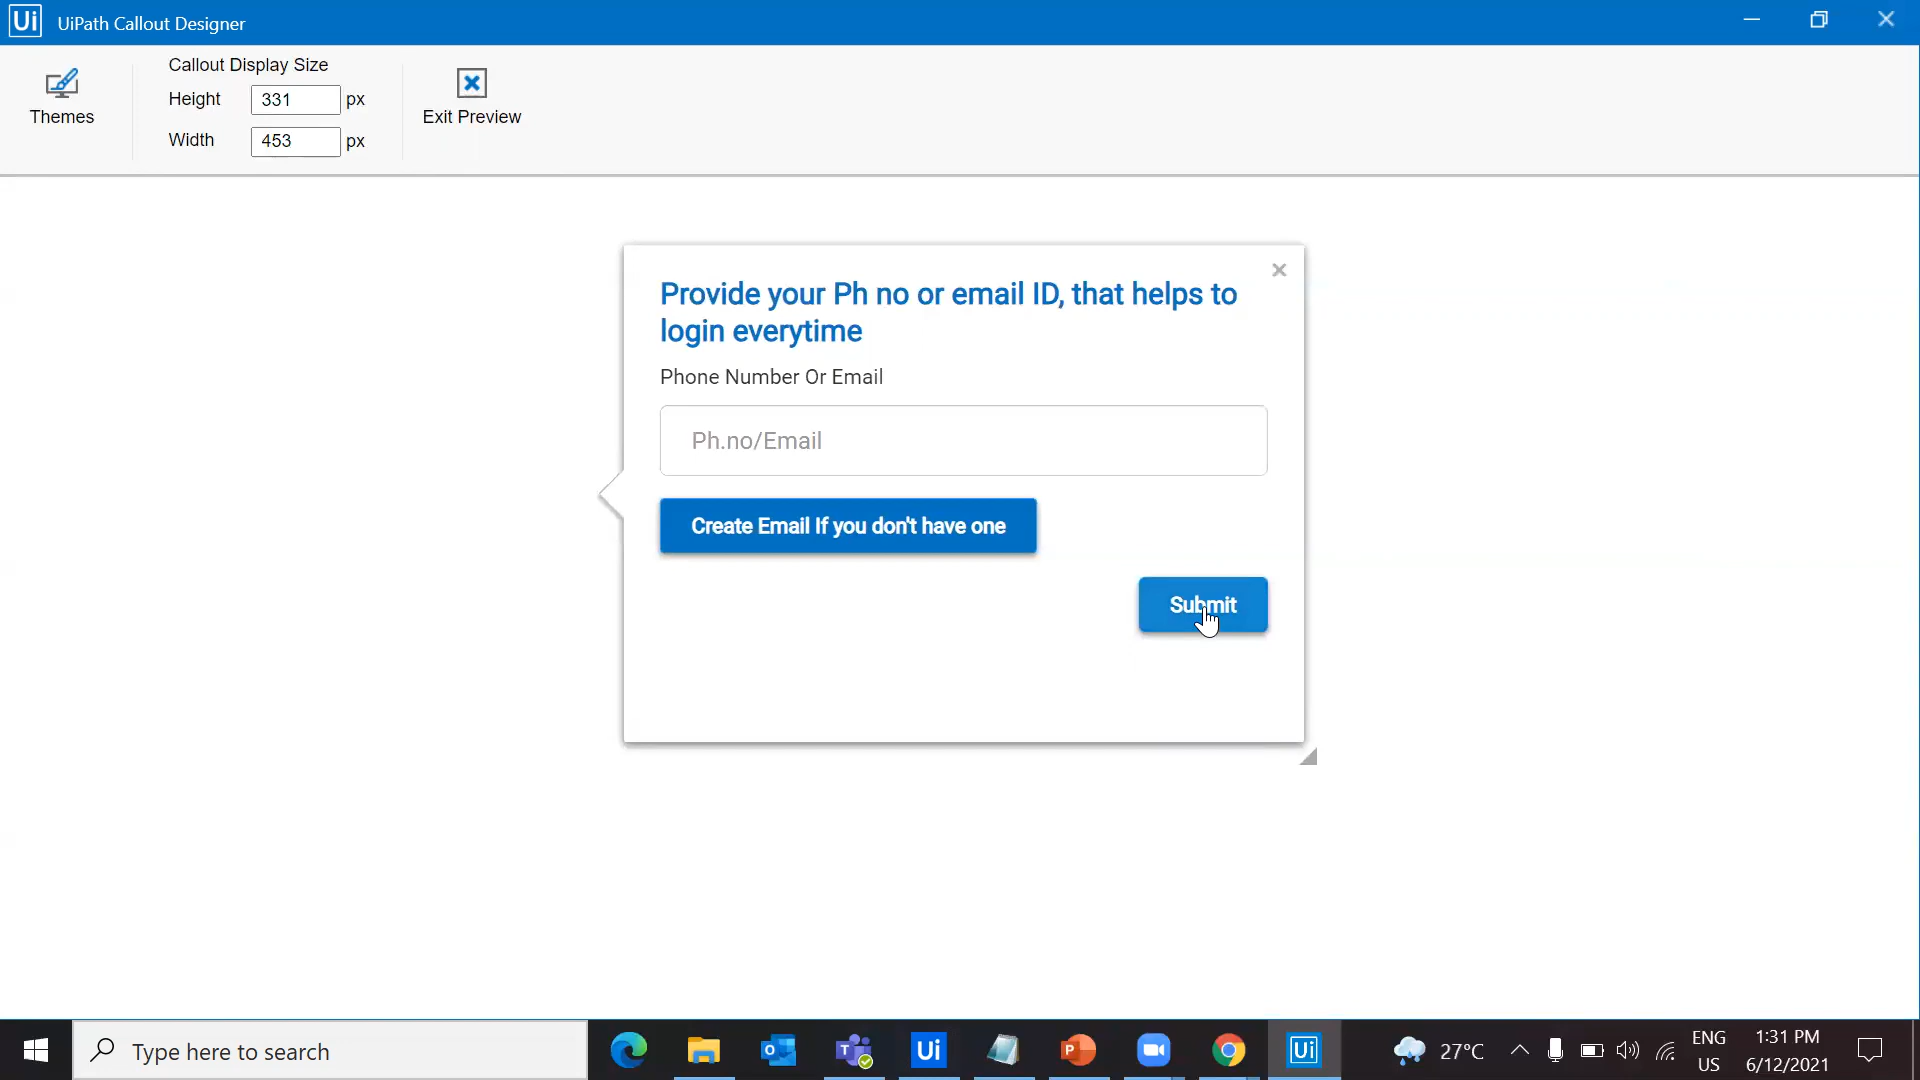 Ui UiPath Callout Designer
Themes
Callout Display Size
Height 331 px
Width 453 px
Exit Preview
Provide your Ph no or email ID, that helps to
login everytime
Phone Number Or Email
Ph.no/Email
Create Email If you don't have one
Submit
Type here to search
Ui
Ui
27°C
ENG
US
1:31 PM
6/12/2021